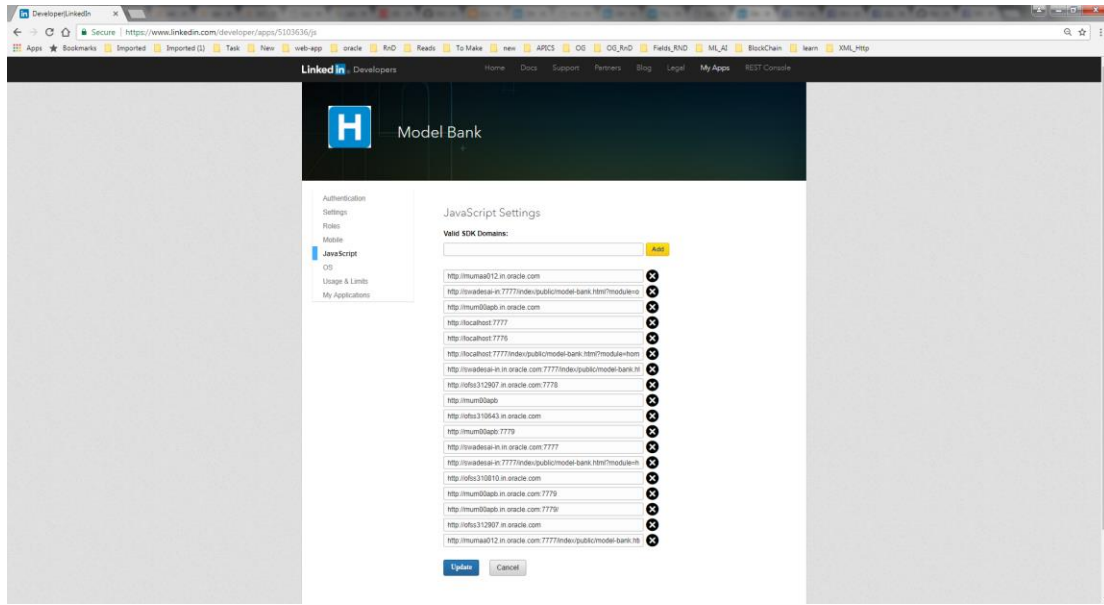 Developer|LinkedIn
Secure | https://www.linkedin.com/developer/apps/5103636/js
Apps Bookmarks Imported Imported (1) Task New web-app oracle RnD Reads To Make new APICS OG OG_RnD Fields_RND ML_AI BlockChain learn XML_Http
Linked in Developers Home Docs Support Partners Blog Legal My Apps REST Console
H Model Bank
Authentication
Settings
Roles
Mobile
JavaScript
OS
Usage & Limits
My Applications
JavaScript Settings
Valid SDK Domains:
Add
http://mumaa012.in.oracle.com
http://swadesai-in:7777/index/public/model-bank.html?module=o
http://mum00apb.in.oracle.com
http://localhost:7777
http://localhost:7776
http://localhost:7777/index/public/model-bank.html?module=hom
http://swadesai-in.in.oracle.com:7777/index/public/model-bank.ht
http://ofss312907.in.oracle.com:7778
http://mum00apb
http://ofss310643.in.oracle.com
http://mum00apb:7779
http://swadesai-in.in.oracle.com:7777
http://swadesai-in:7777/index/public/model-bank.html?module=h
http://ofss310810.in.oracle.com
http://mum00apb.in.oracle.com:7779
http://mum00apb.in.oracle.com:7779/
http://ofss312907.in.oracle.com
http://mumaa012.in.oracle.com:7777/index/public/model-bank.htr
Update Cancel